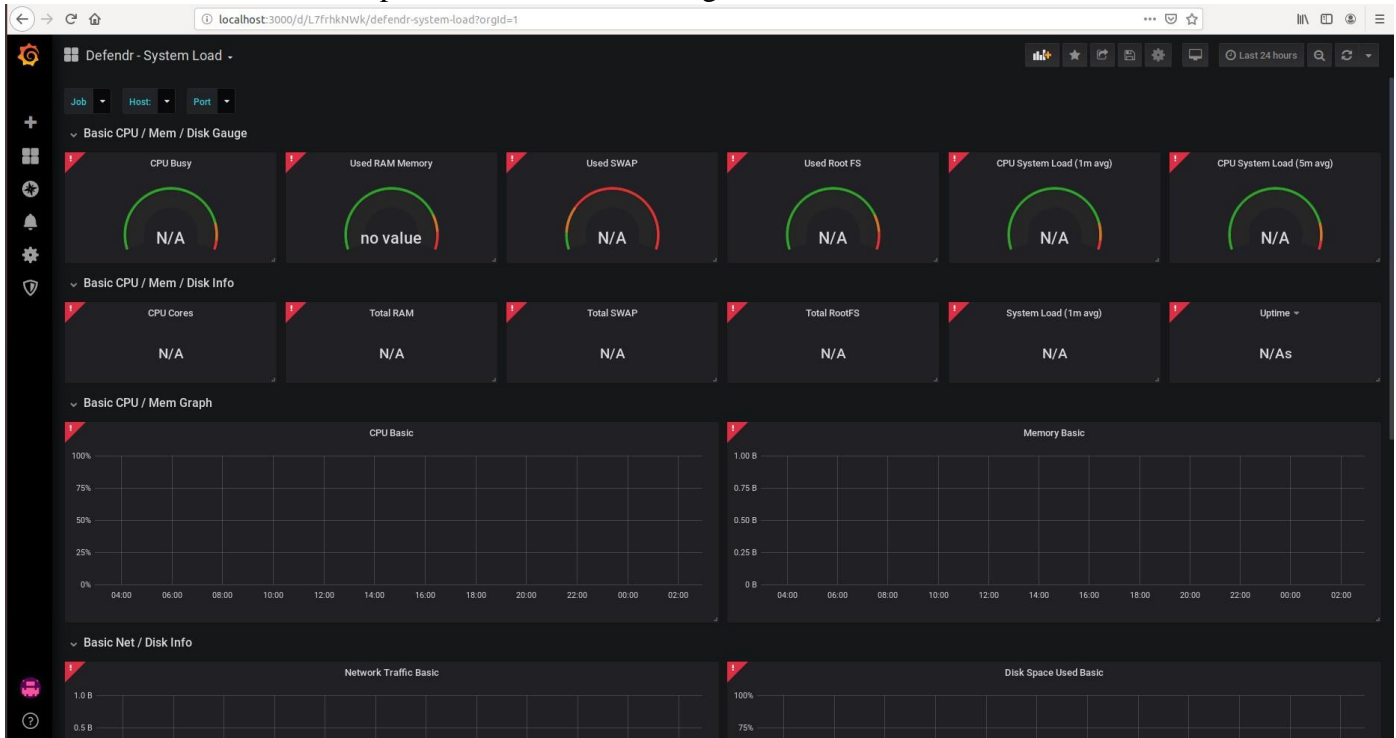 localhost:3000/d/L7frhkNWk/defendr-system-load?orgId=1
Defendr - System Load
Last 24 hours
Job Host: Port
Basic CPU / Mem / Disk Gauge
CPU Busy Used RAM Memory Used SWAP Used Root FS CPU System Load (1m avg) CPU System Load (5m avg)
N/A no value N/A N/A N/A N/A
Basic CPU / Mem / Disk Info
CPU Cores Total RAM Total SWAP Total RootFS System Load (1m avg) Uptime
N/A N/A N/A N/A N/A N/As
Basic CPU / Mem Graph
CPU Basic Memory Basic
100% 1.00 B
75% 0.75 B
50% 0.50 B
25% 0.25 B
0% 0 B
04:00 06:00 08:00 10:00 12:00 14:00 16:00 18:00 20:00 22:00 00:00 02:00 04:00 06:00 08:00 10:00 12:00 14:00 16:00 18:00 20:00 22:00 00:00 02:00
Basic Net / Disk Info
Network Traffic Basic Disk Space Used Basic
1.0 B 100%
0.5 B 75%